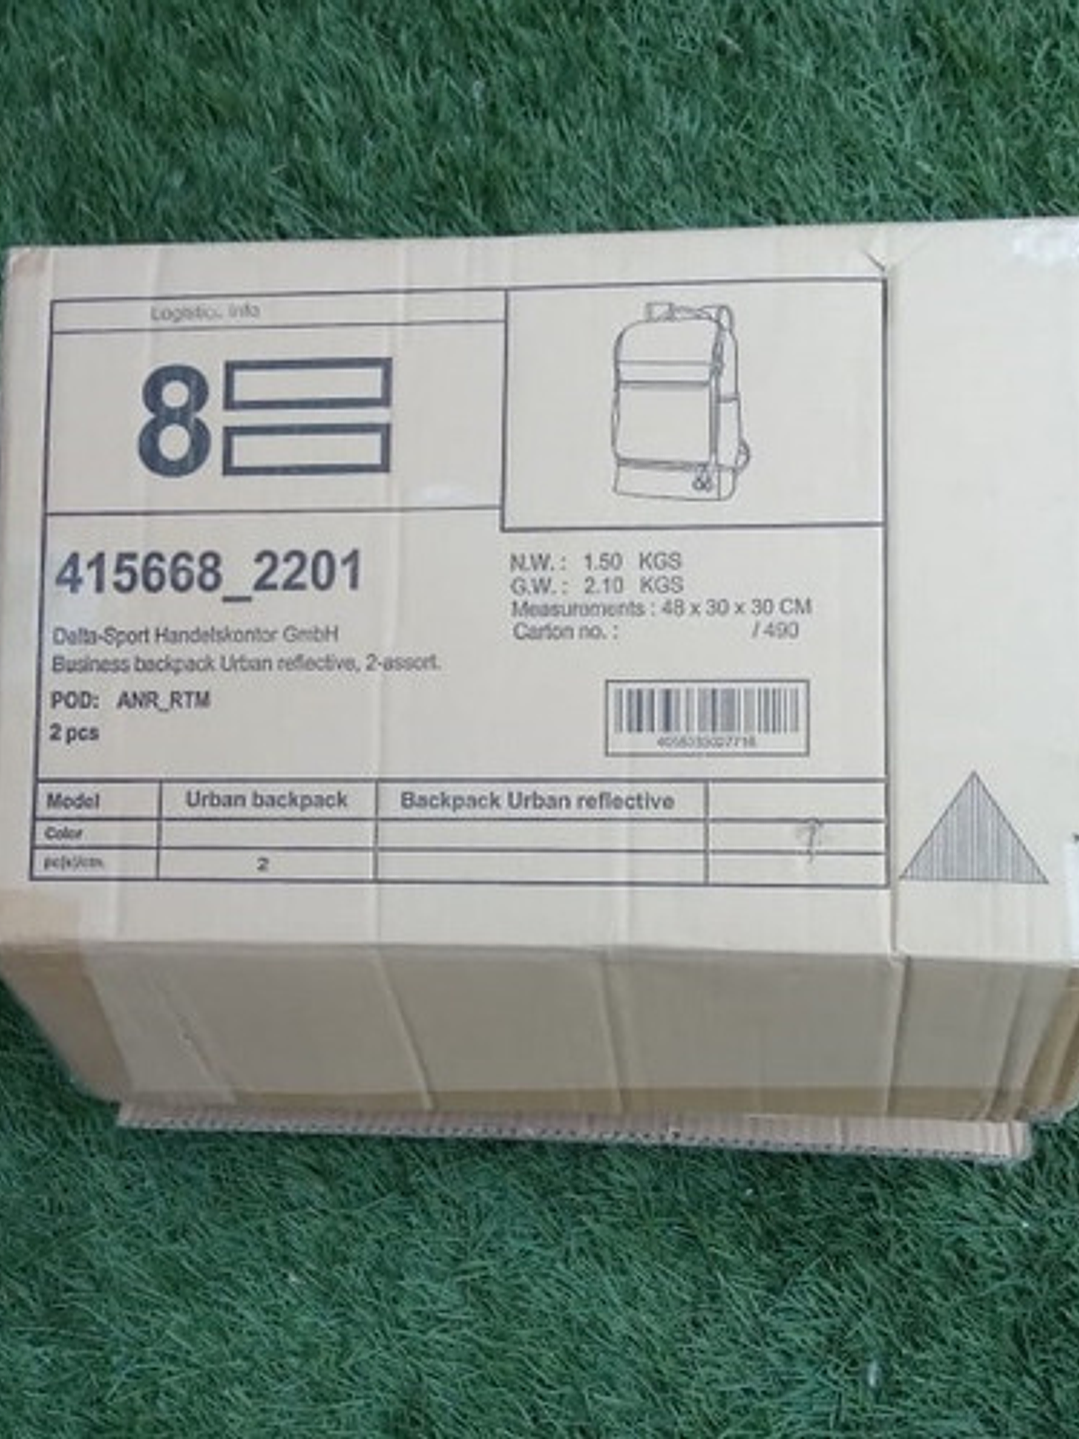 Logistics Info
8
415668_2201
Delta-Sport Handelskontor GmbH
Business backpack Urban reflective, 2-assort.
POD: ANR_RTM
2 pcs
N.W.: 1.50 KGS
G.W.: 2.10 KGS
Measurements : 48 x 30 x 30 CM
Carton no. : / 490
Model Urban backpack Backpack Urban reflective
Color
pc(s)/ctn. 2